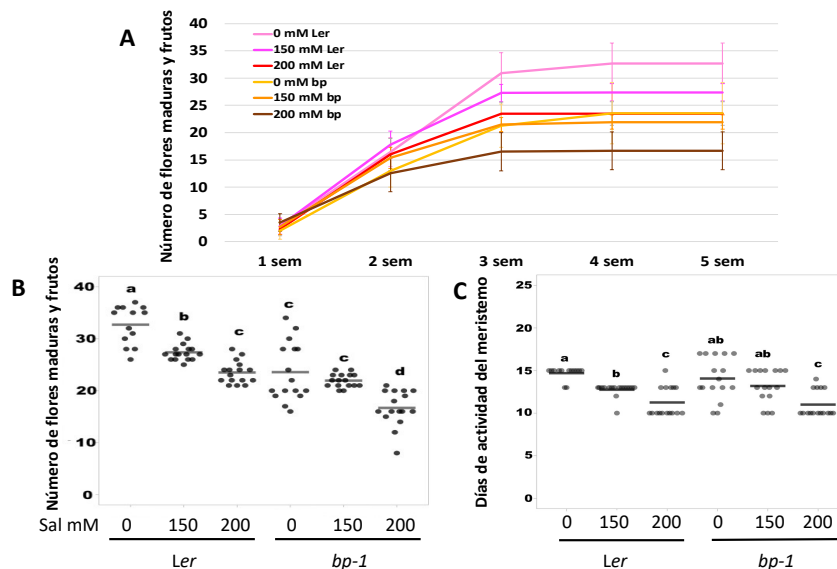 A
Número de flores maduras y frutos
40
35
30
25
20
15
10
5
0
0 mM Ler
150 mM Ler
200 mM Ler
0 mM bp
150 mM bp
200 mM bp
1 sem 2 sem 3 sem 4 sem 5 sem
B
Número de flores maduras y frutos
40
30
20
10
0
a b c c c d
Sal mM 0 150 200 0 150 200
Ler bp-1
C
Días de actividad del meristemo
25
20
15
10
5
0
a b c ab ab c
0 150 200 0 150 200
Ler bp-1